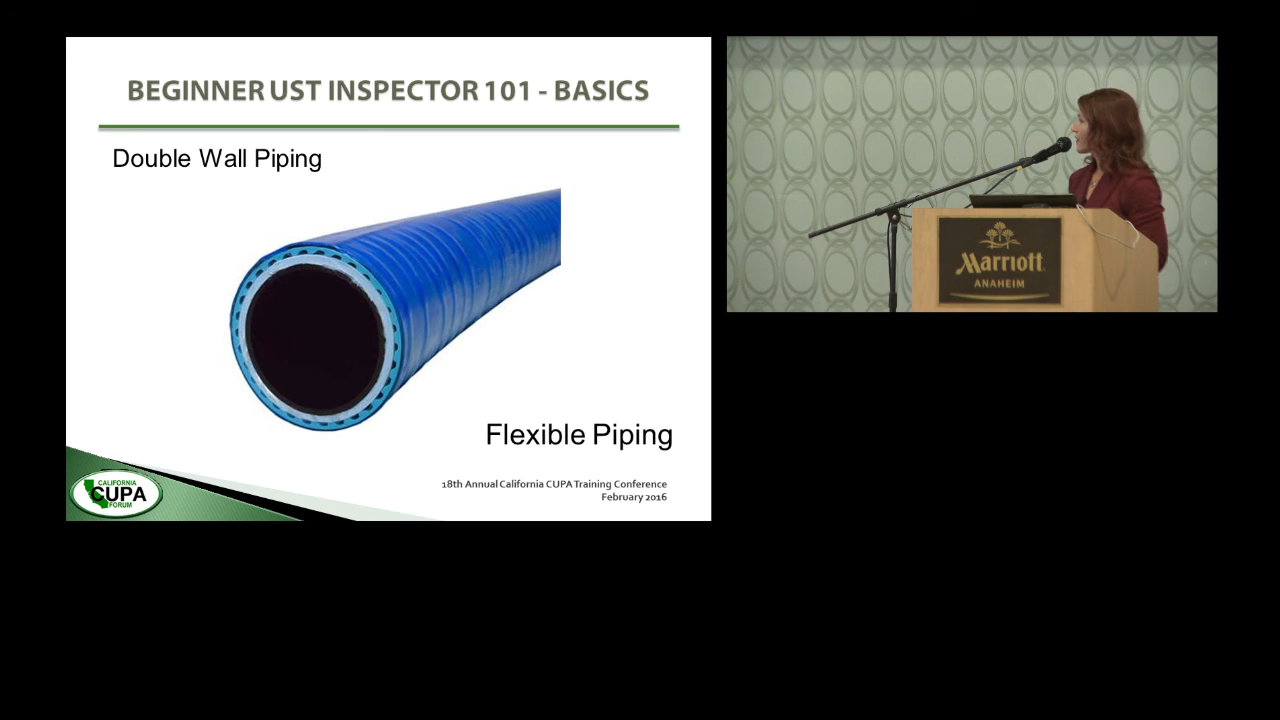 BEGINNER UST INSPECTOR 101 - BASICS
Double Wall Piping
Flexible Piping
18th Annual California CUPA Training Conference
February 2016
CALIFORNIA
CUPA
FORUM
Marriott
ANAHEIM